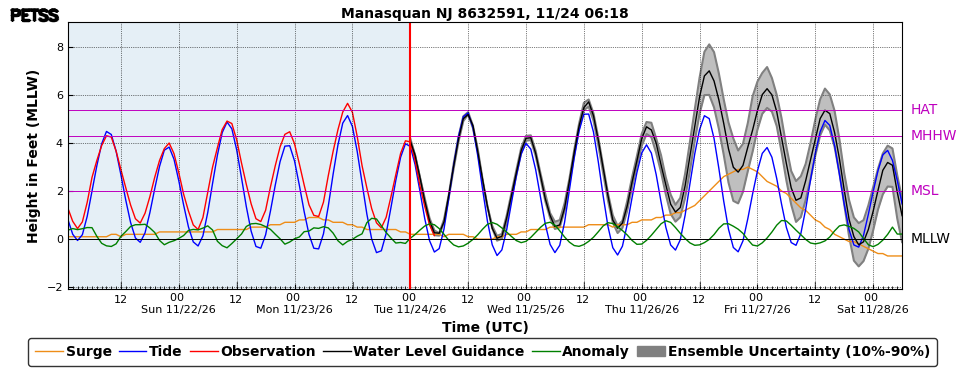 PETSS
Manasquan NJ 8632591, 11/24 06:18
Height in Feet (MLLW)
8
6
4
2
0
−2
HAT
MHHW
MSL
MLLW
12 00 12 00 12 00 12 00 12 00 12 00 12 00
Sun 11/22/26 Mon 11/23/26 Tue 11/24/26 Wed 11/25/26 Thu 11/26/26 Fri 11/27/26 Sat 11/28/26
Time (UTC)
Surge Tide Observation Water Level Guidance Anomaly Ensemble Uncertainty (10%-90%)